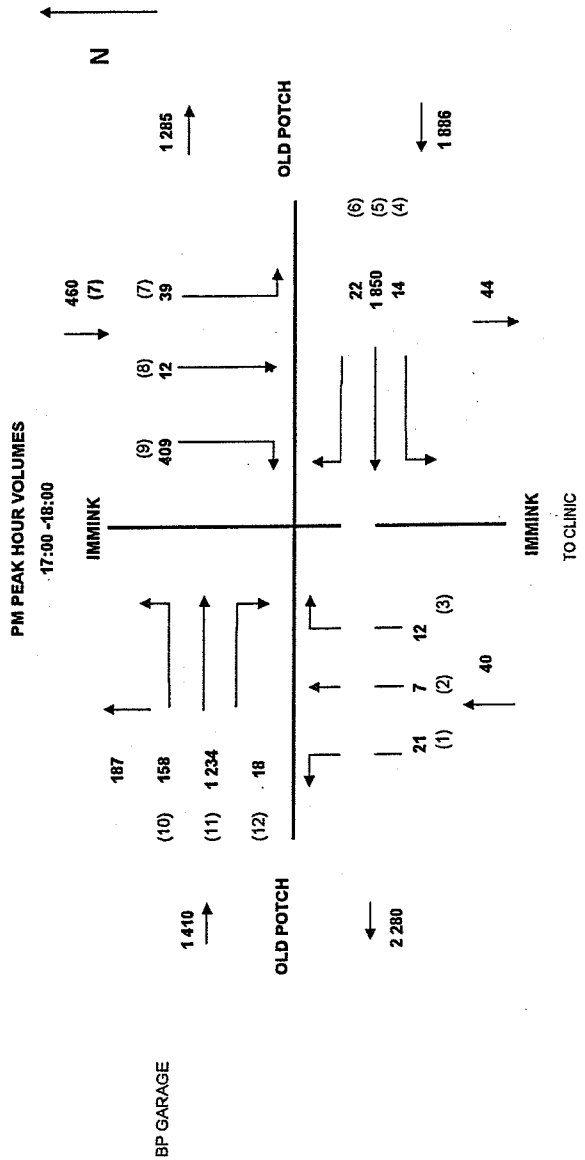 PM PEAK HOUR VOLUMES
17:00 -18:00
N
IMMINK
460
(7)
1 285
187
(9) (8) (7)
409 12 39
(10) 158
(11) 1 234
(12) 18
1 410
BP GARAGE
OLD POTCH
OLD POTCH
2 280
22 (6)
1 850 (5)
14 (4)
1 886
21 7 12
(1) (2) (3)
40
44
IMMINK
TO CLINIC